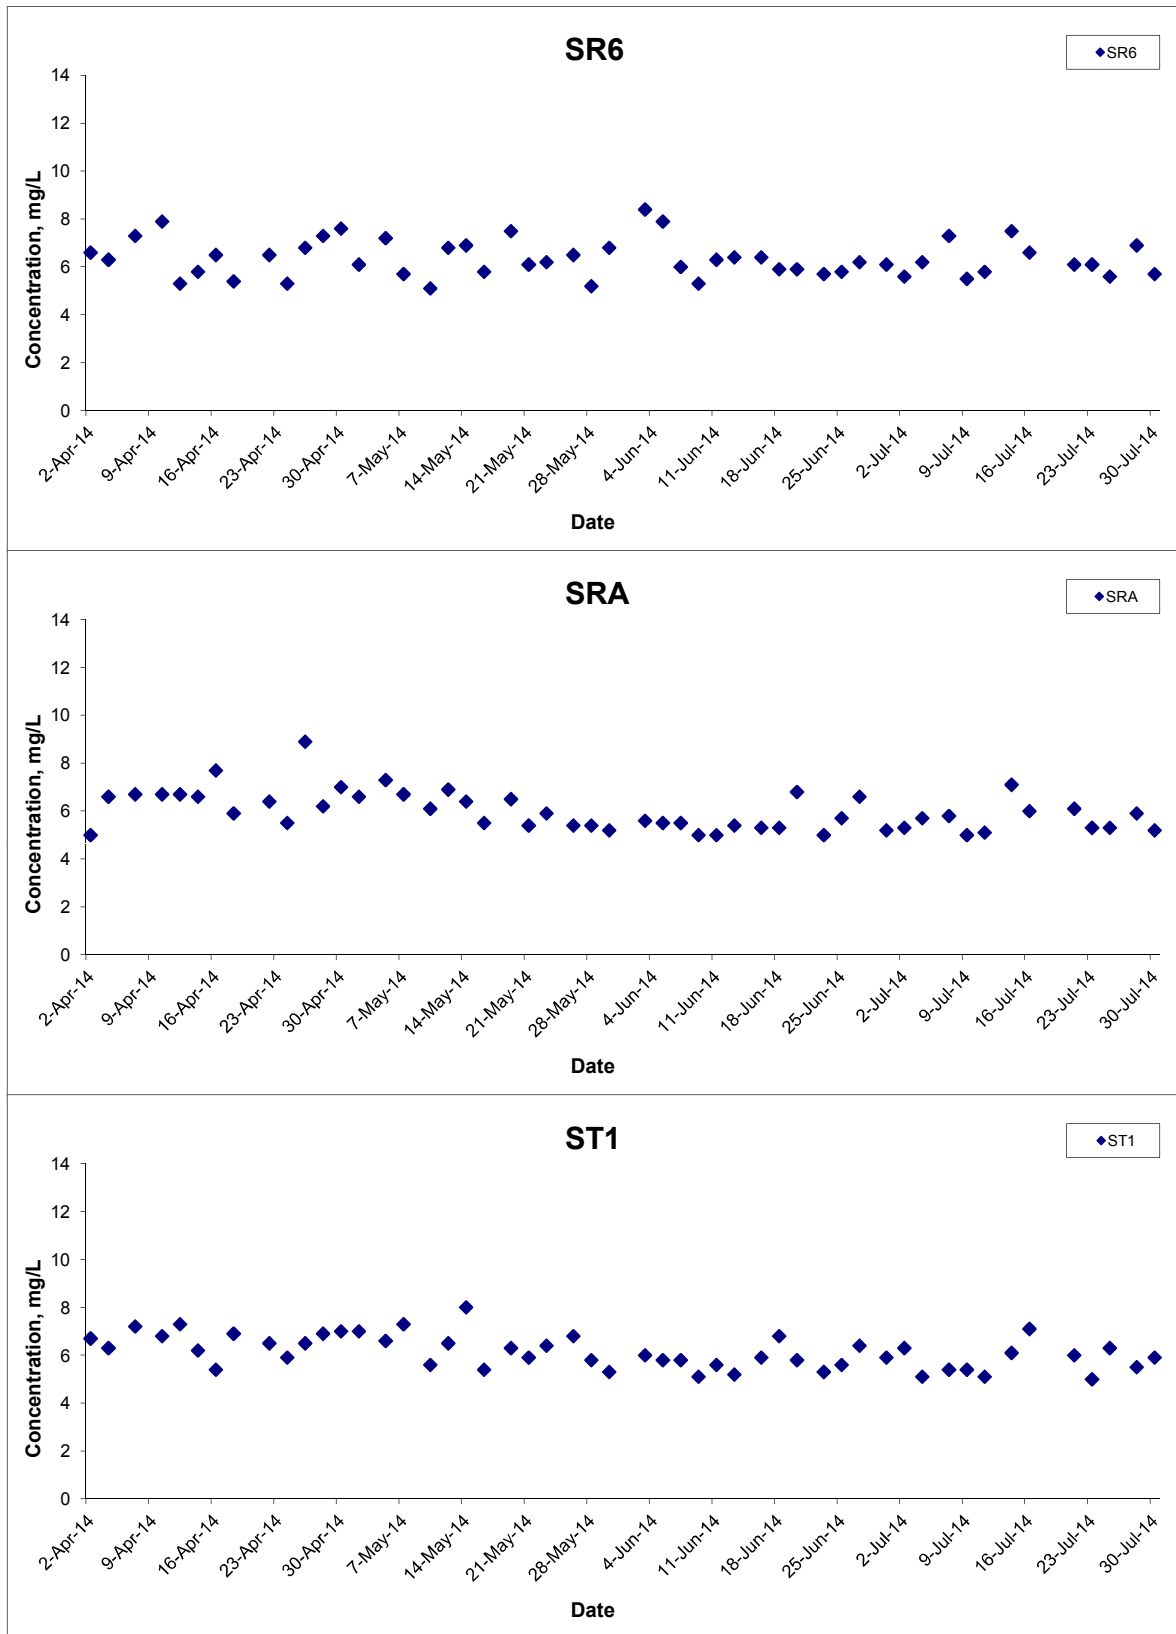 SR6
SR6
14
12
10
8
6
4
2
0
Concentration, mg/L
2-Apr-14 9-Apr-14 16-Apr-14 23-Apr-14 30-Apr-14 7-May-14 14-May-14 21-May-14 28-May-14 4-Jun-14 11-Jun-14 18-Jun-14 25-Jun-14 2-Jul-14 9-Jul-14 16-Jul-14 23-Jul-14 30-Jul-14
Date
SRA
SRA
14
12
10
8
6
4
2
0
Concentration, mg/L
2-Apr-14 9-Apr-14 16-Apr-14 23-Apr-14 30-Apr-14 7-May-14 14-May-14 21-May-14 28-May-14 4-Jun-14 11-Jun-14 18-Jun-14 25-Jun-14 2-Jul-14 9-Jul-14 16-Jul-14 23-Jul-14 30-Jul-14
Date
ST1
ST1
14
12
10
8
6
4
2
0
Concentration, mg/L
2-Apr-14 9-Apr-14 16-Apr-14 23-Apr-14 30-Apr-14 7-May-14 14-May-14 21-May-14 28-May-14 4-Jun-14 11-Jun-14 18-Jun-14 25-Jun-14 2-Jul-14 9-Jul-14 16-Jul-14 23-Jul-14 30-Jul-14
Date